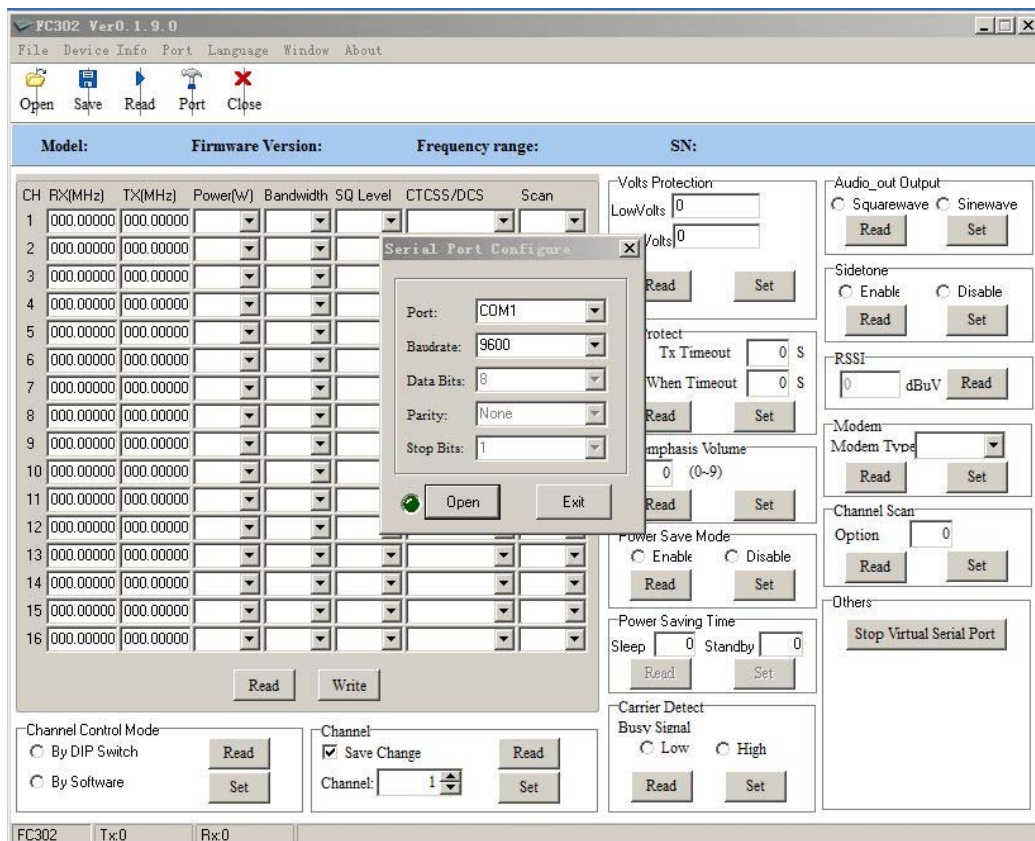 FC302 Ver0.1.9.0
File Device Info Port Language Window About
Open Save Read Port Close
Model: Firmware Version: Frequency range: SN:
CH RX(MHz) TX(MHz) Power(W) Bandwidth SQ Level CTCSS/DCS Scan
1 000.00000 000.00000
2 000.00000 000.00000
3 000.00000 000.00000
4 000.00000 000.00000
5 000.00000 000.00000
6 000.00000 000.00000
7 000.00000 000.00000
8 000.00000 000.00000
9 000.00000 000.00000
10 000.00000 000.00000
11 000.00000 000.00000
12 000.00000 000.00000
13 000.00000 000.00000
14 000.00000 000.00000
15 000.00000 000.00000
16 000.00000 000.00000
Read Write
Serial Port Configure
Port: COM1
Baudrate: 9600
Data Bits: 8
Parity: None
Stop Bits: 1
Open Exit
Channel Control Mode
By DIP Switch Read
By Software Set
Channel
Save Change Read
Channel: 1 Set
Volts Protection
LowVolts 0
Volts 0
Read Set
rotect
Tx Timeout 0 S
When Timeout 0 S
Read Set
mphasis Volume
0 (0~9)
Read Set
Power Save Mode
Enable Disable
Read Set
Power Saving Time
Sleep 0 Standby 0
Read Set
Carrier Detect
Busy Signal
Low High
Read Set
Audio_out Output
Squarewave Sinewave
Read Set
Sidetone
Enable Disable
Read Set
RSSI
0 dBuV Read
Modem
Modem Type
Read Set
Channel Scan
Option 0
Read Set
Others
Stop Virtual Serial Port
FC302 Tx:0 Rx:0